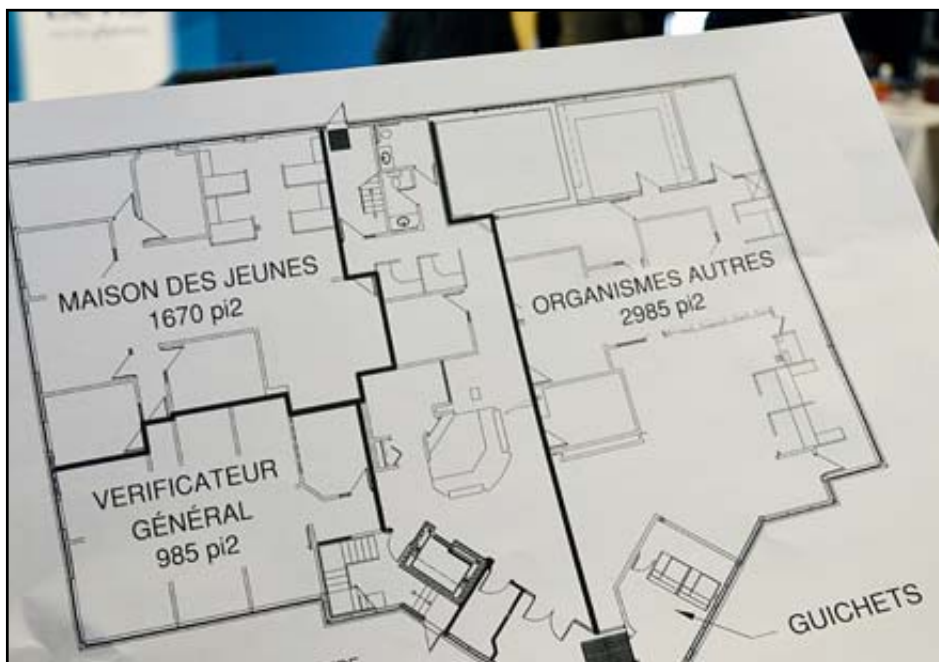 MAISON DES JEUNES
1670 pi2
ORGANISMES AUTRES
2985 pi2
VERIFICATEUR
GÉNÉRAL
985 pi2
GUICHETS